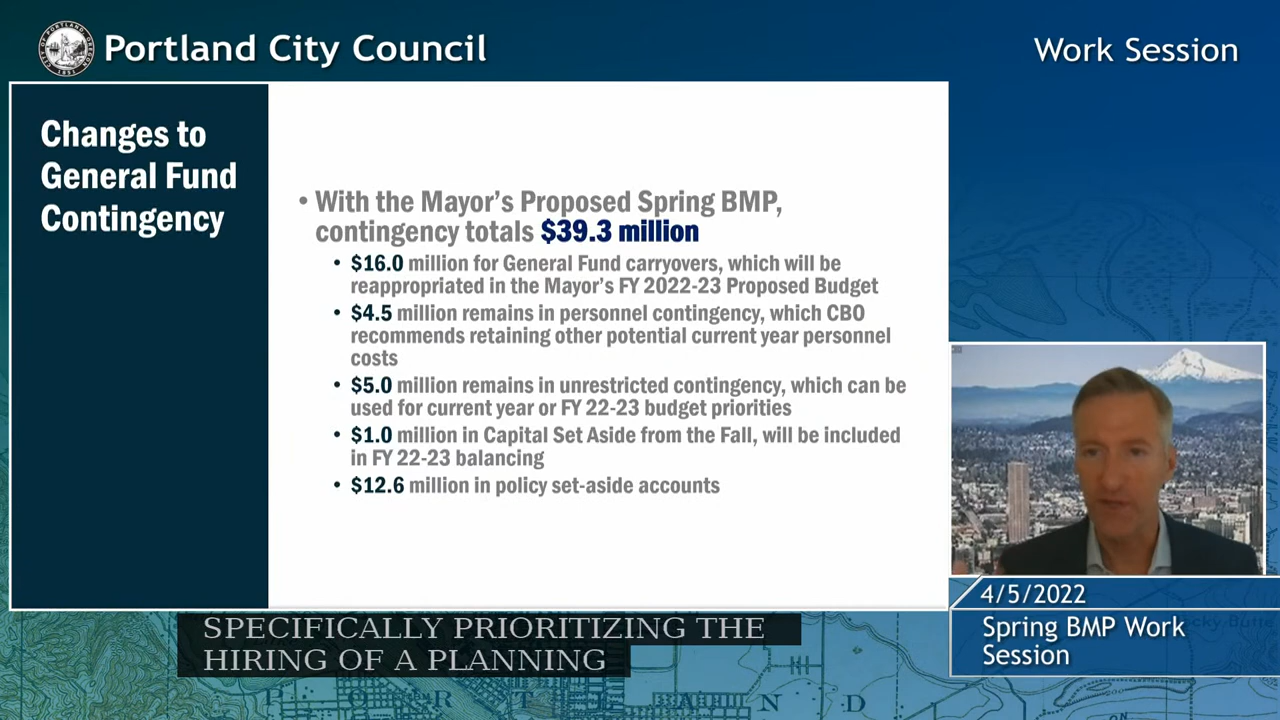 Portland City Council
Work Session
Changes to
General Fund
Contingency
• With the Mayor's Proposed Spring BMP,
contingency totals $39.3 million
• $16.0 million for General Fund carryovers, which will be
reappropriated in the Mayor's FY 2022-23 Proposed Budget
• $4.5 million remains in personnel contingency, which CBO
recommends retaining other potential current year personnel
costs
• $5.0 million remains in unrestricted contingency, which can be
used for current year or FY 22-23 budget priorities
• $1.0 million in Capital Set Aside from the Fall, will be included
in FY 22-23 balancing
• $12.6 million in policy set-aside accounts
4/5/2022
Spring BMP Work
Session
SPECIFICALLY PRIORITIZING THE
HIRING OF A PLANNING